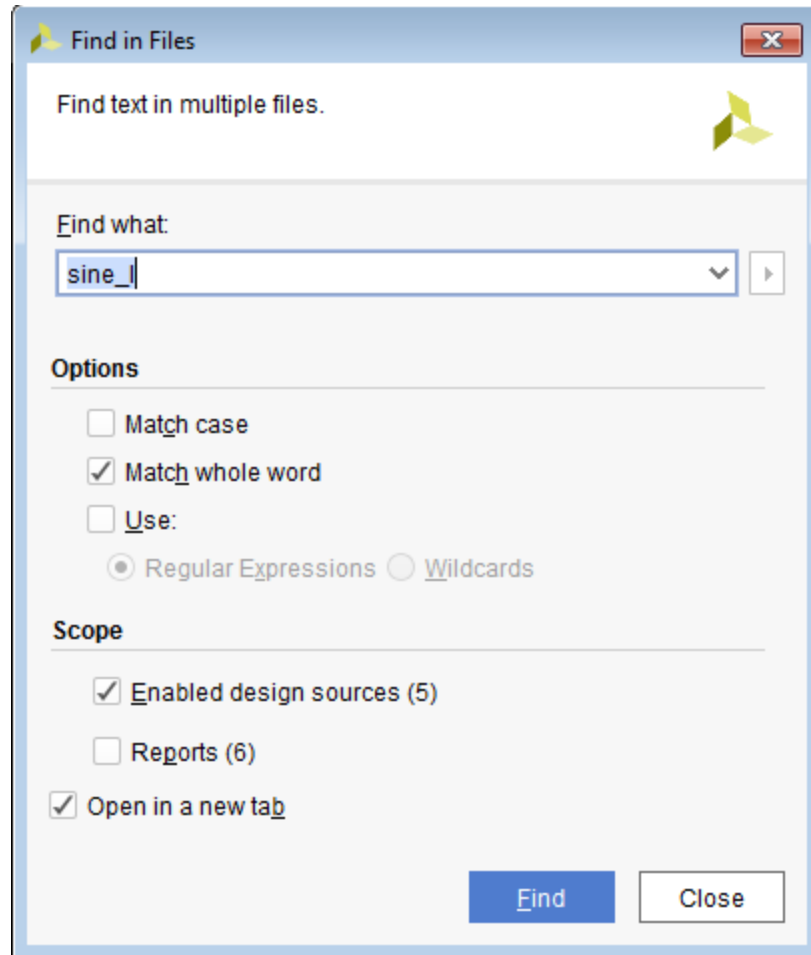 Find in Files
Find text in multiple files.
Find what:
sine_l
Options
Match case
Match whole word
Use:
Regular Expressions Wildcards
Scope
Enabled design sources (5)
Reports (6)
Open in a new tab
Find Close